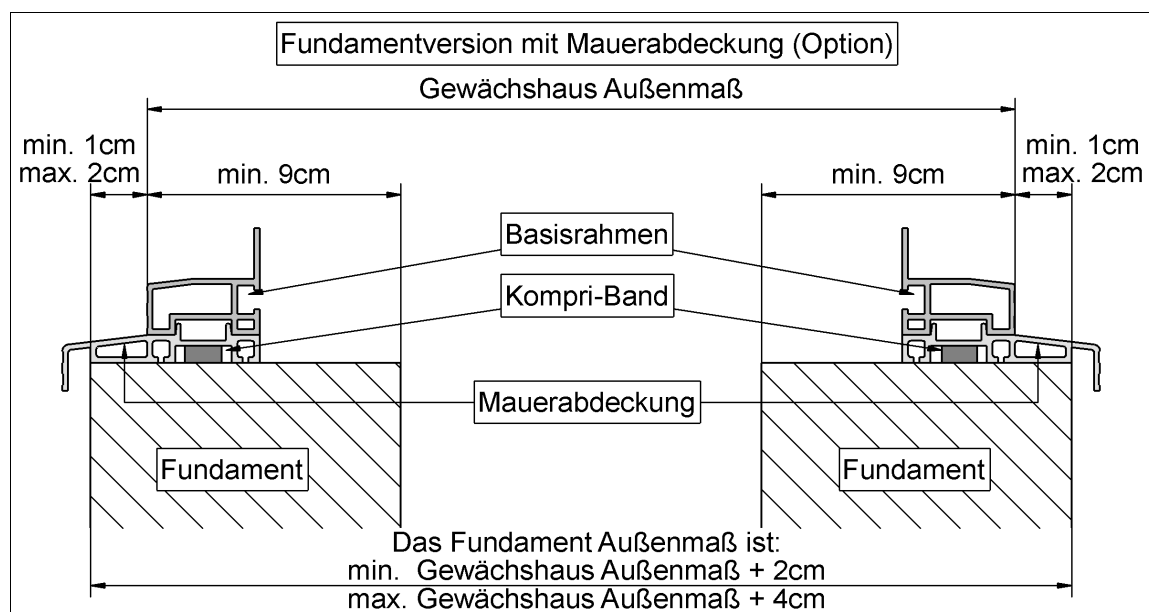 Fundamentversion mit Mauerabdeckung (Option)
Gewächshaus Außenmaß
min. 1cm
max. 2cm
min. 9cm
min. 9cm
min. 1cm
max. 2cm
Basisrahmen
Kompri-Band
Mauerabdeckung
Fundament
Fundament
Das Fundament Außenmaß ist:
min. Gewächshaus Außenmaß + 2cm
max. Gewächshaus Außenmaß + 4cm